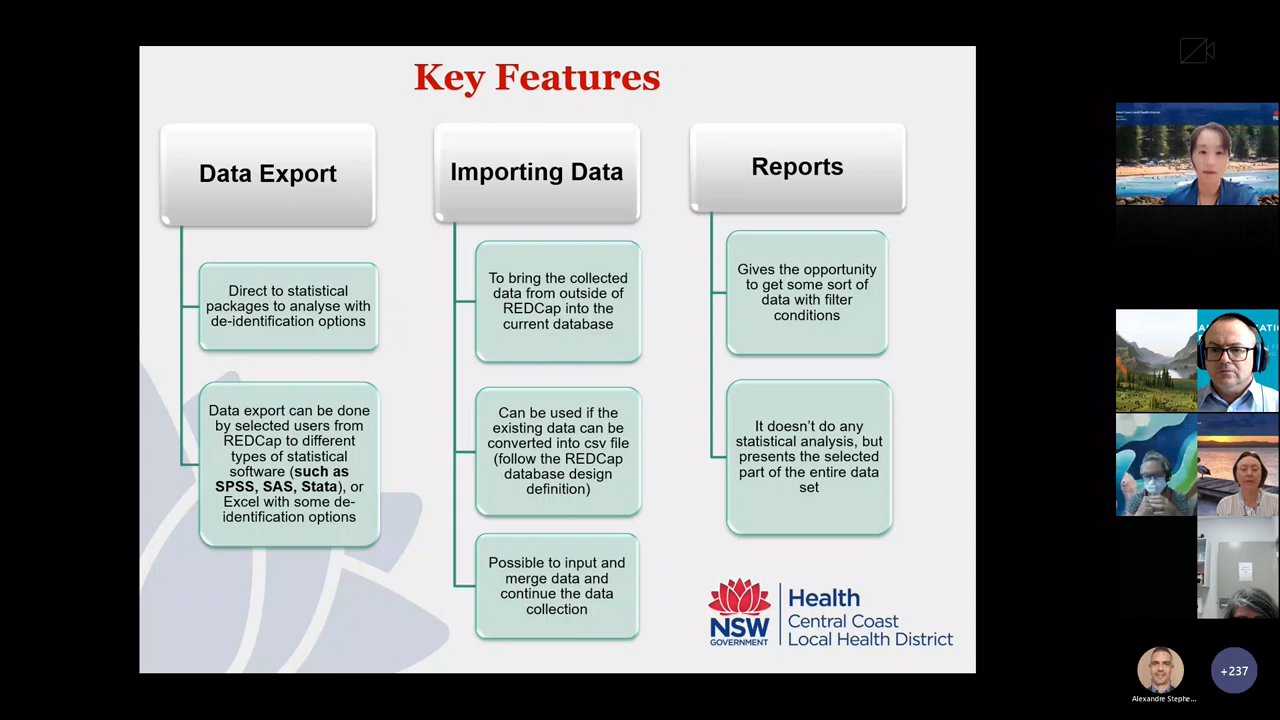 Key Features
Data Export
Direct to statistical
packages to analyse with
de-identification options
Data export can be done
by selected users from
REDCap to different
types of statistical
software (such as
SPSS, SAS, Stata), or
Excel with some de-
identification options
Importing Data
To bring the collected
data from outside of
REDCap into the
current database
Can be used if the
existing data can be
converted into csv file
(follow the REDCap
database design
definition)
Possible to input and
merge data and
continue the data
collection
Reports
Gives the opportunity
to get some sort of
data with filter
conditions
It doesn't do any
statistical analysis, but
presents the selected
part of the entire data
set
NSW
GOVERNMENT
Health
Central Coast
Local Health District
Alexandre Stephe...
+237